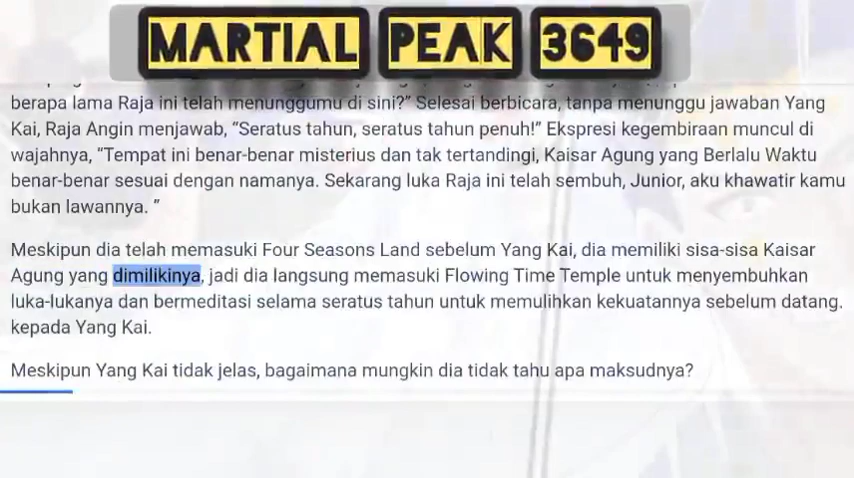 MARTIAL PEAK 3649
berapa lama Raja ini telah menunggumu di sini?” Selesai berbicara, tanpa menunggu jawaban Yang
Kai, Raja Angin menjawab, “Seratus tahun, seratus tahun penuh!” Ekspresi kegembiraan muncul di
wajahnya, “Tempat ini benar-benar misterius dan tak tertandingi, Kaisar Agung yang Berlalu Waktu
benar-benar sesuai dengan namanya. Sekarang luka Raja ini telah sembuh, Junior, aku khawatir kamu
bukan lawannya. ”
Meskipun dia telah memasuki Four Seasons Land sebelum Yang Kai, dia memiliki sisa-sisa Kaisar
Agung yang dimilikinya, jadi dia langsung memasuki Flowing Time Temple untuk menyembuhkan
luka-lukanya dan bermeditasi selama seratus tahun untuk memulihkan kekuatannya sebelum datang.
kepada Yang Kai.
Meskipun Yang Kai tidak jelas, bagaimana mungkin dia tidak tahu apa maksudnya?